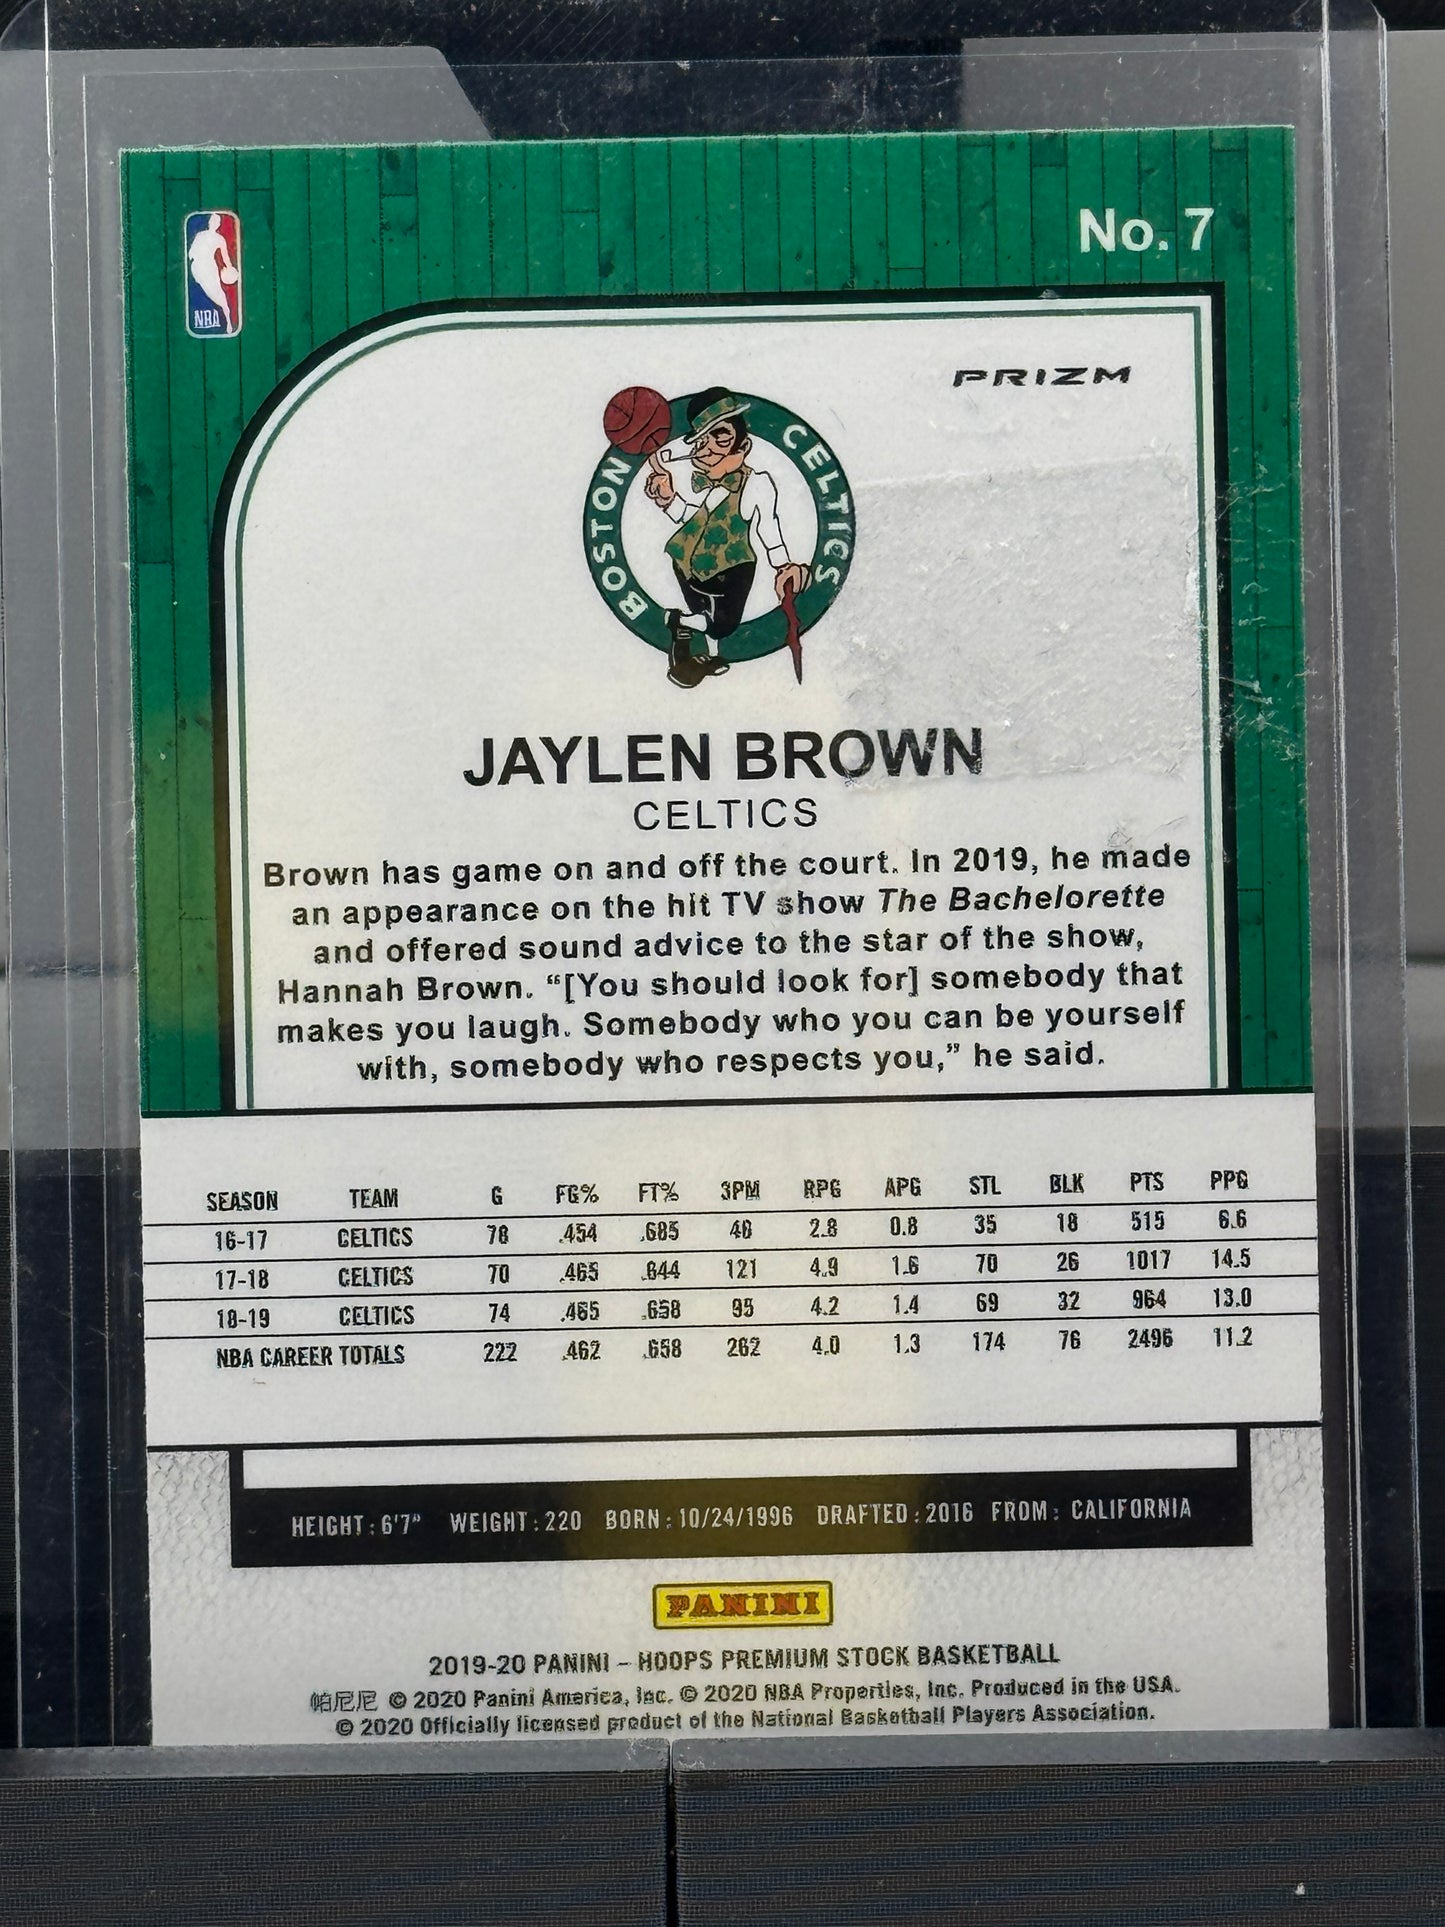 No. 7
NBA
PRIZM
BOSTON CELTICS
JAYLEN BROWN
CELTICS
Brown has game on and off the court. In 2019, he made
an appearance on the hit TV show The Bachelorette
and offered sound advice to the star of the show,
Hannah Brown. “[You should look for] somebody that
makes you laugh. Somebody who you can be yourself
with, somebody who respects you,” he said.
SEASON TEAM G FG% FT% 3PM RPG APG STL BLK PTS PPG
16-17 CELTICS 78 .454 .685 46 2.8 0.8 35 18 515 6.6
17-18 CELTICS 70 .465 .644 121 4.9 1.6 70 26 1017 14.5
18-19 CELTICS 74 .465 .658 95 4.2 1.4 69 32 964 13.0
NBA CAREER TOTALS 222 .462 .658 262 4.0 1.3 174 76 2496 11.2
HEIGHT: 6'7" WEIGHT: 220 BORN: 10/24/1996 DRAFTED: 2016 FROM: CALIFORNIA
PANINI
2019-20 PANINI – HOOPS PREMIUM STOCK BASKETBALL
帕尼尼 © 2020 Panini America, Inc. © 2020 NBA Properties, Inc. Produced in the USA.
© 2020 Officially licensed product of the National Basketball Players Association.